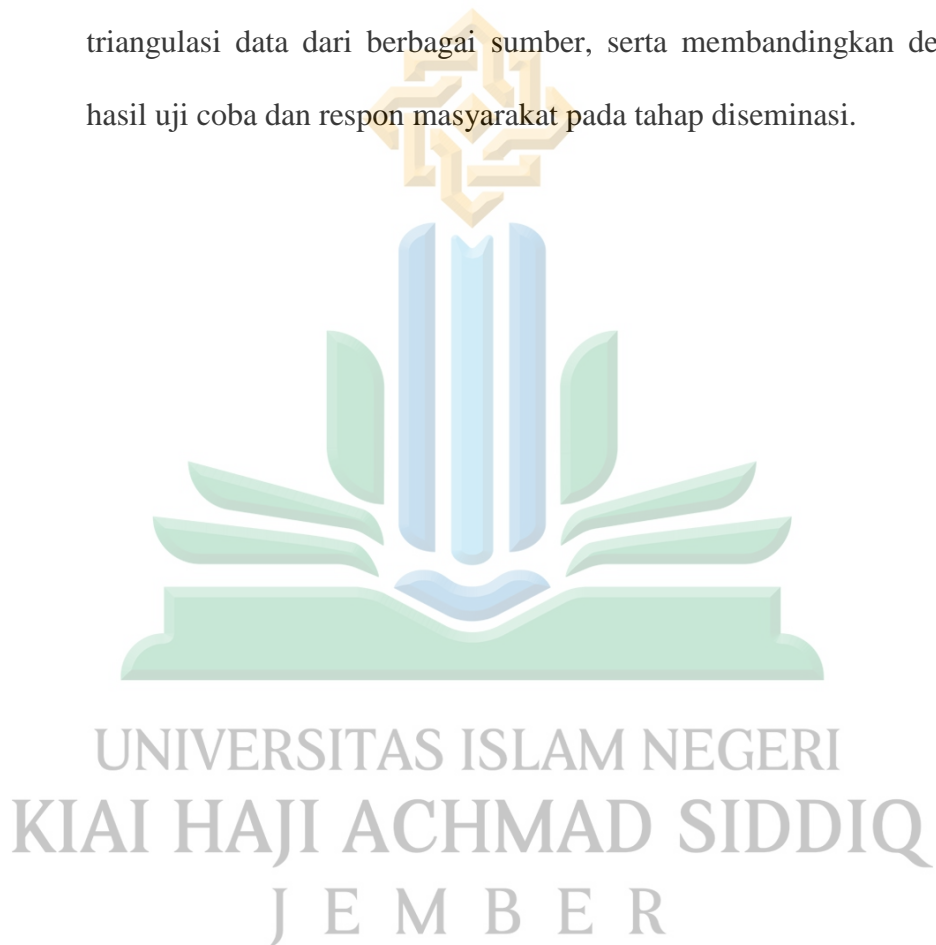 triangulasi data dari berbagai sumber, serta membandingkan de
hasil uji coba dan respon masyarakat pada tahap diseminasi.
UNIVERSITAS ISLAM NEGERI
KIAI HAJI ACHMAD SIDDIQ
JEMBER